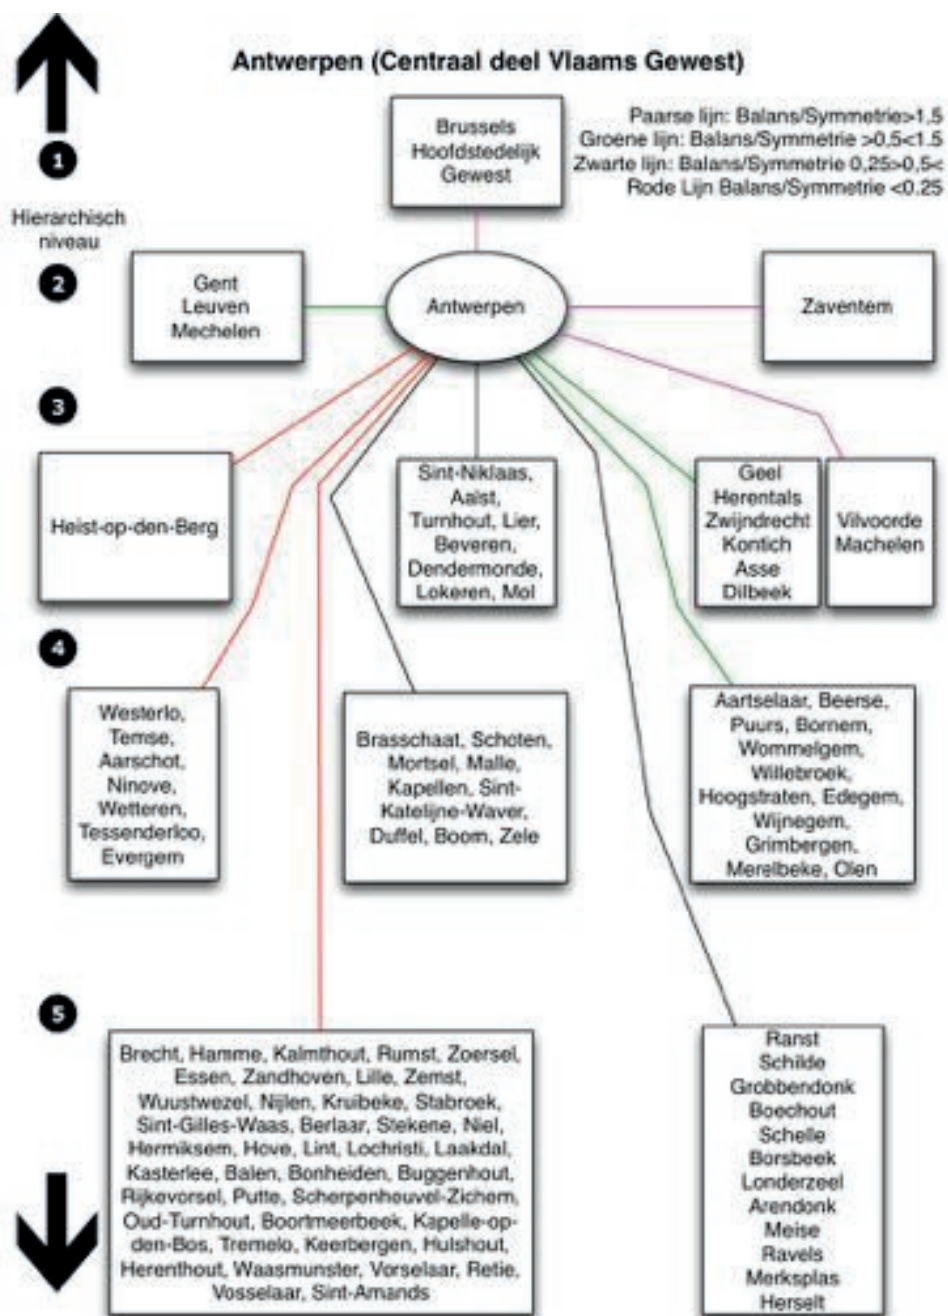 Antwerpen (Centraal deel Vlaams Gewest)
Brussels
Hoofdstedelijk
Gewest
Paarse lijn: Balans/Symmetrie>1,5
Groene lijn: Balans/Symmetrie >0,5<1.5
Zwarte lijn: Balans/Symmetrie 0,25>0,5<
Rode Lijn Balans/Symmetrie <0.25
1
Hierarchisch
niveau
2
Gent
Leuven
Mechelen
Antwerpen
Zaventem
3
Heist-op-den-Berg
Sint-Niklaas,
Aalst,
Turnhout, Lier,
Beveren,
Dendermonde,
Lokeren, Mol
Geel
Herentals
Zwijndrecht
Kontich
Asse
Dilbeek
Vilvoorde
Machelen
4
Westerlo,
Temse,
Aarschot,
Ninove,
Wetteren,
Tessenderloo,
Evergem
Brasschaat, Schoten,
Mortsel, Malle,
Kapellen, Sint-
Katelijne-Waver,
Duffel, Boom, Zele
Aartselaar, Beerse,
Puurs, Bornem,
Wommelgem,
Willebroek,
Hoogstraten, Edegem,
Wijnegem,
Grimbergen,
Merelbeke, Olen
5
Brecht, Hamme, Kalmthout, Rumst, Zoersel,
Essen, Zandhoven, Lille, Zemst,
Wuustwezel, Nijlen, Kruibeke, Stabroek,
Sint-Gilles-Waas, Berlaar, Stekene, Niel,
Hermiksem, Hove, Lint, Lochristi, Laakdal,
Kasterlee, Balen, Bonheiden, Buggenhout,
Rijkevorsel, Putte, Scherpenheuvel-Zichem,
Oud-Turnhout, Boortmeerbeek, Kapelle-op-
den-Bos, Tremelo, Keerbergen, Hulshout,
Herenthout, Waasmunster, Vorselaar, Retie,
Vosselaar, Sint-Amands
Ranst
Schilde
Grobbendonk
Boechout
Schelle
Borsbeek
Londerzeel
Arendonk
Meise
Ravels
Merksplas
Herselt